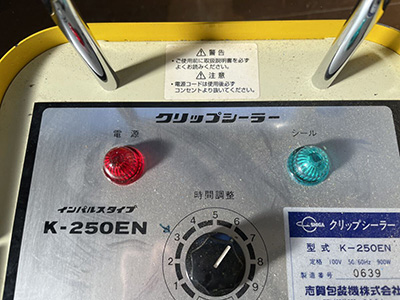 ⚠ 警告
・ご使用前に取扱説明書を必ず
よくお読みください。
⚠ 注意
・電源コードは使用後必ず
コンセントより抜いてください。
クリップシーラー
電源
シール
インパルスタイプ
K-250EN
時間調整
1 2 3 4 5 6 7 8 9
SHIGA
クリップシーラー
型式 K-250EN
定格 100V 50/60Hz 900W
製造番号 0639
志賀包装機株式会社